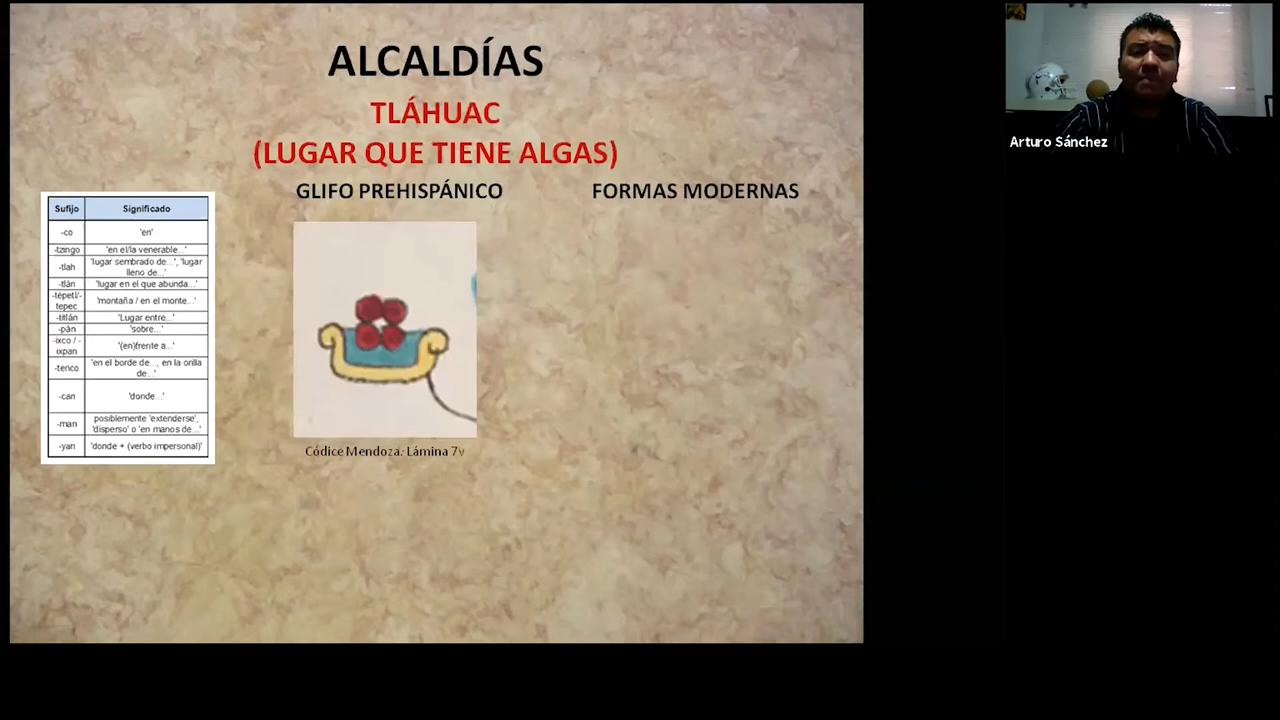 ALCALDÍAS
TLÁHUAC
(LUGAR QUE TIENE ALGAS)
GLIFO PREHISPÁNICO
FORMAS MODERNAS
Sufijo Significado
-co 'en'
-tzingo 'en el/la venerable...'
-tlah 'lugar sembrado de...', 'lugar
lleno de...'
-tlán 'lugar en el que abunda...'
-tépetl/-
tepec 'montaña / en el monte...'
-titlán 'Lugar entre...'
-pán 'sobre...'
-ixco / -
ixpan '(en)frente a...'
-tenco 'en el borde de..., en la orilla
de...'
-can 'donde...'
-man posiblemente 'extenderse',
'disperso' o 'en manos de...'
-yan 'donde + (verbo impersonal)'
Códice Mendoza. Lámina 7v
Arturo Sánchez